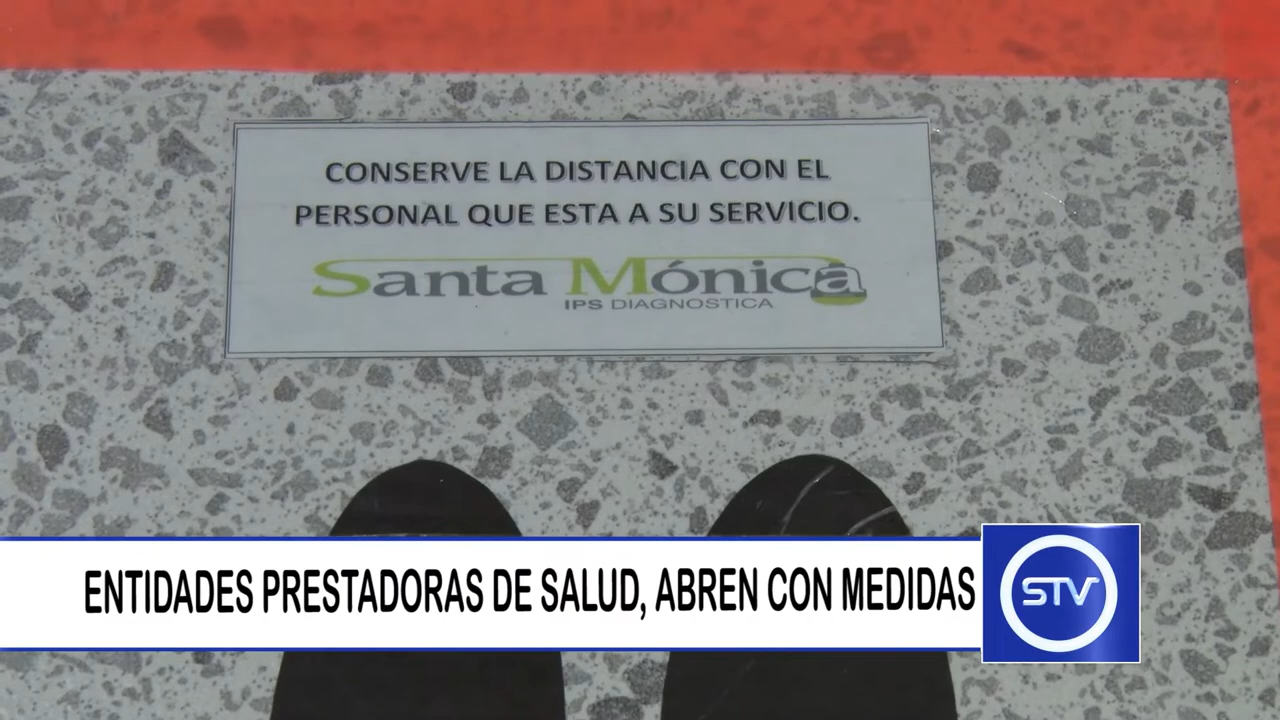 CONSERVE LA DISTANCIA CON EL
PERSONAL QUE ESTA A SU SERVICIO.
Santa Mónica
IPS DIAGNOSTICA
ENTIDADES PRESTADORAS DE SALUD, ABREN CON MEDIDAS
STV